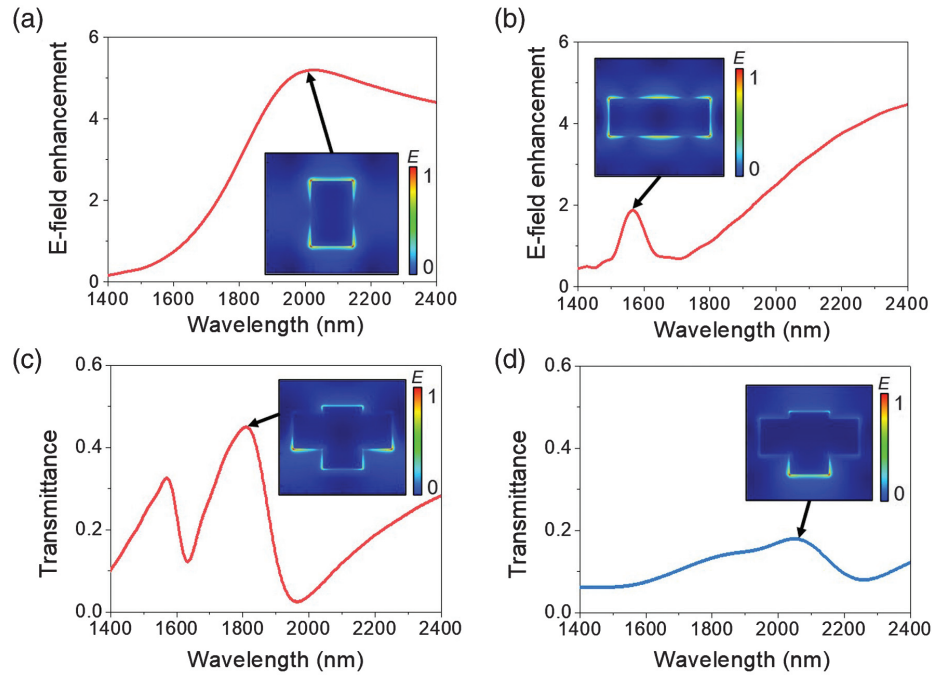 (a)
E-field enhancement
6
4
2
0
1400 1600 1800 2000 2200 2400
Wavelength (nm)
E
1
0
(b)
E-field enhancement
6
4
2
0
1400 1600 1800 2000 2200 2400
Wavelength (nm)
E
1
0
(c)
Transmittance
0.6
0.4
0.2
0.0
1400 1600 1800 2000 2200 2400
Wavelength (nm)
E
1
0
(d)
Transmittance
0.6
0.4
0.2
0.0
1400 1600 1800 2000 2200 2400
Wavelength (nm)
E
1
0